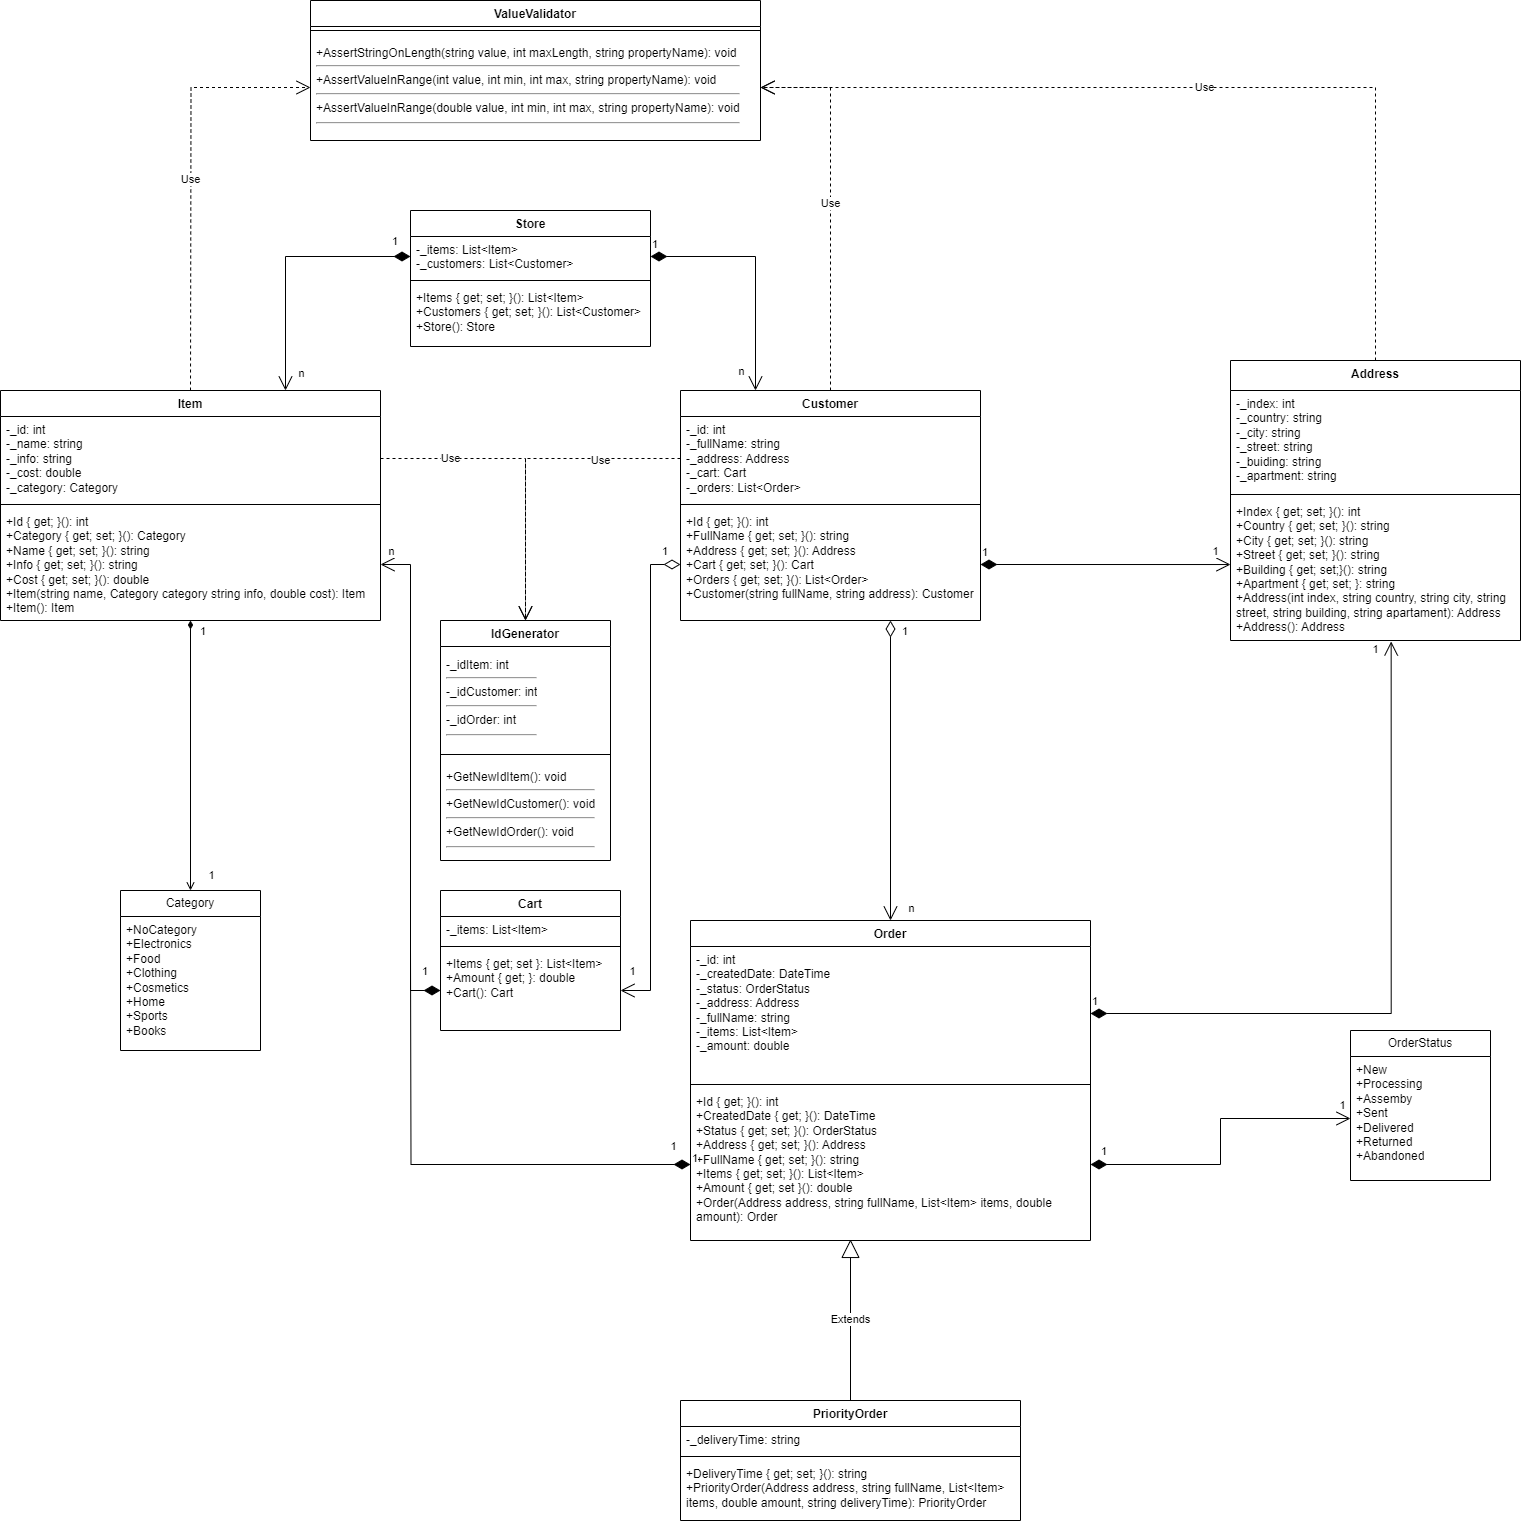 ValueValidator
+AssertStringOnLength(string value, int maxLength, string propertyName): void
+AssertValueInRange(int value, int min, int max, string propertyName): void
+AssertValueInRange(double value, int min, int max, string propertyName): void
Use
Use
Use
Store
-_items: List<Item>
-_customers: List<Customer>
+Items { get; set; }(): List<Item>
+Customers { get; set; }(): List<Customer>
+Store(): Store
1
1
n
n
Item
-_id: int
-_name: string
-_info: string
-_cost: double
-_category: Category
+Id { get; }(): int
+Category { get; set; }(): Category
+Name { get; set; }(): string
+Info { get; set; }(): string
+Cost { get; set; }(): double
+Item(string name, Category category string info, double cost): Item
+Item(): Item
Use
Use
Customer
-_id: int
-_fullName: string
-_address: Address
-_cart: Cart
-_orders: List<Order>
+Id { get; }(): int
+FullName { get; set; }(): string
+Address { get; set; }(): Address
+Cart { get; set; }(): Cart
+Orders { get; set; }(): List<Order>
+Customer(string fullName, string address): Customer
Address
-_index: int
-_country: string
-_city: string
-_street: string
-_buiding: string
-_apartment: string
+Index { get; set; }(): int
+Country { get; set; }(): string
+City { get; set; }(): string
+Street { get; set; }(): string
+Building { get; set;}(): string
+Apartment { get; set; }: string
+Address(int index, string country, string city, string
street, string building, string apartament): Address
+Address(): Address
n
1
1
1
1
1
1
IdGenerator
-_idItem: int
-_idCustomer: int
-_idOrder: int
+GetNewIdItem(): void
+GetNewIdCustomer(): void
+GetNewIdOrder(): void
1
Category
+NoCategory
+Electronics
+Food
+Clothing
+Cosmetics
+Home
+Sports
+Books
Cart
-_items: List<Item>
+Items { get; set }: List<Item>
+Amount { get; }: double
+Cart(): Cart
1
1
n
Order
-_id: int
-_createdDate: DateTime
-_status: OrderStatus
-_address: Address
-_fullName: string
-_items: List<Item>
-_amount: double
+Id { get; }(): int
+CreatedDate { get; }(): DateTime
+Status { get; set; }(): OrderStatus
+Address { get; set; }(): Address
+FullName { get; set; }(): string
+Items { get; set; }(): List<Item>
+Amount { get; set }(): double
+Order(Address address, string fullName, List<Item> items, double
amount): Order
1
1
1
1
1
OrderStatus
+New
+Processing
+Assemby
+Sent
+Delivered
+Returned
+Abandoned
Extends
PriorityOrder
-_deliveryTime: string
+DeliveryTime { get; set; }(): string
+PriorityOrder(Address address, string fullName, List<Item>
items, double amount, string deliveryTime): PriorityOrder